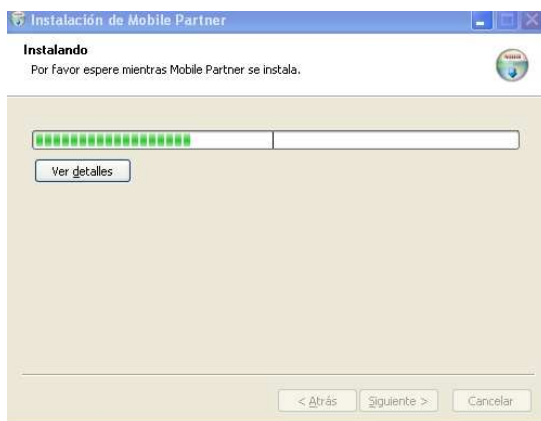 Instalación de Mobile Partner
Instalando
Por favor espere mientras Mobile Partner se instala.
Ver detalles
< Atrás
Siguiente >
Cancelar